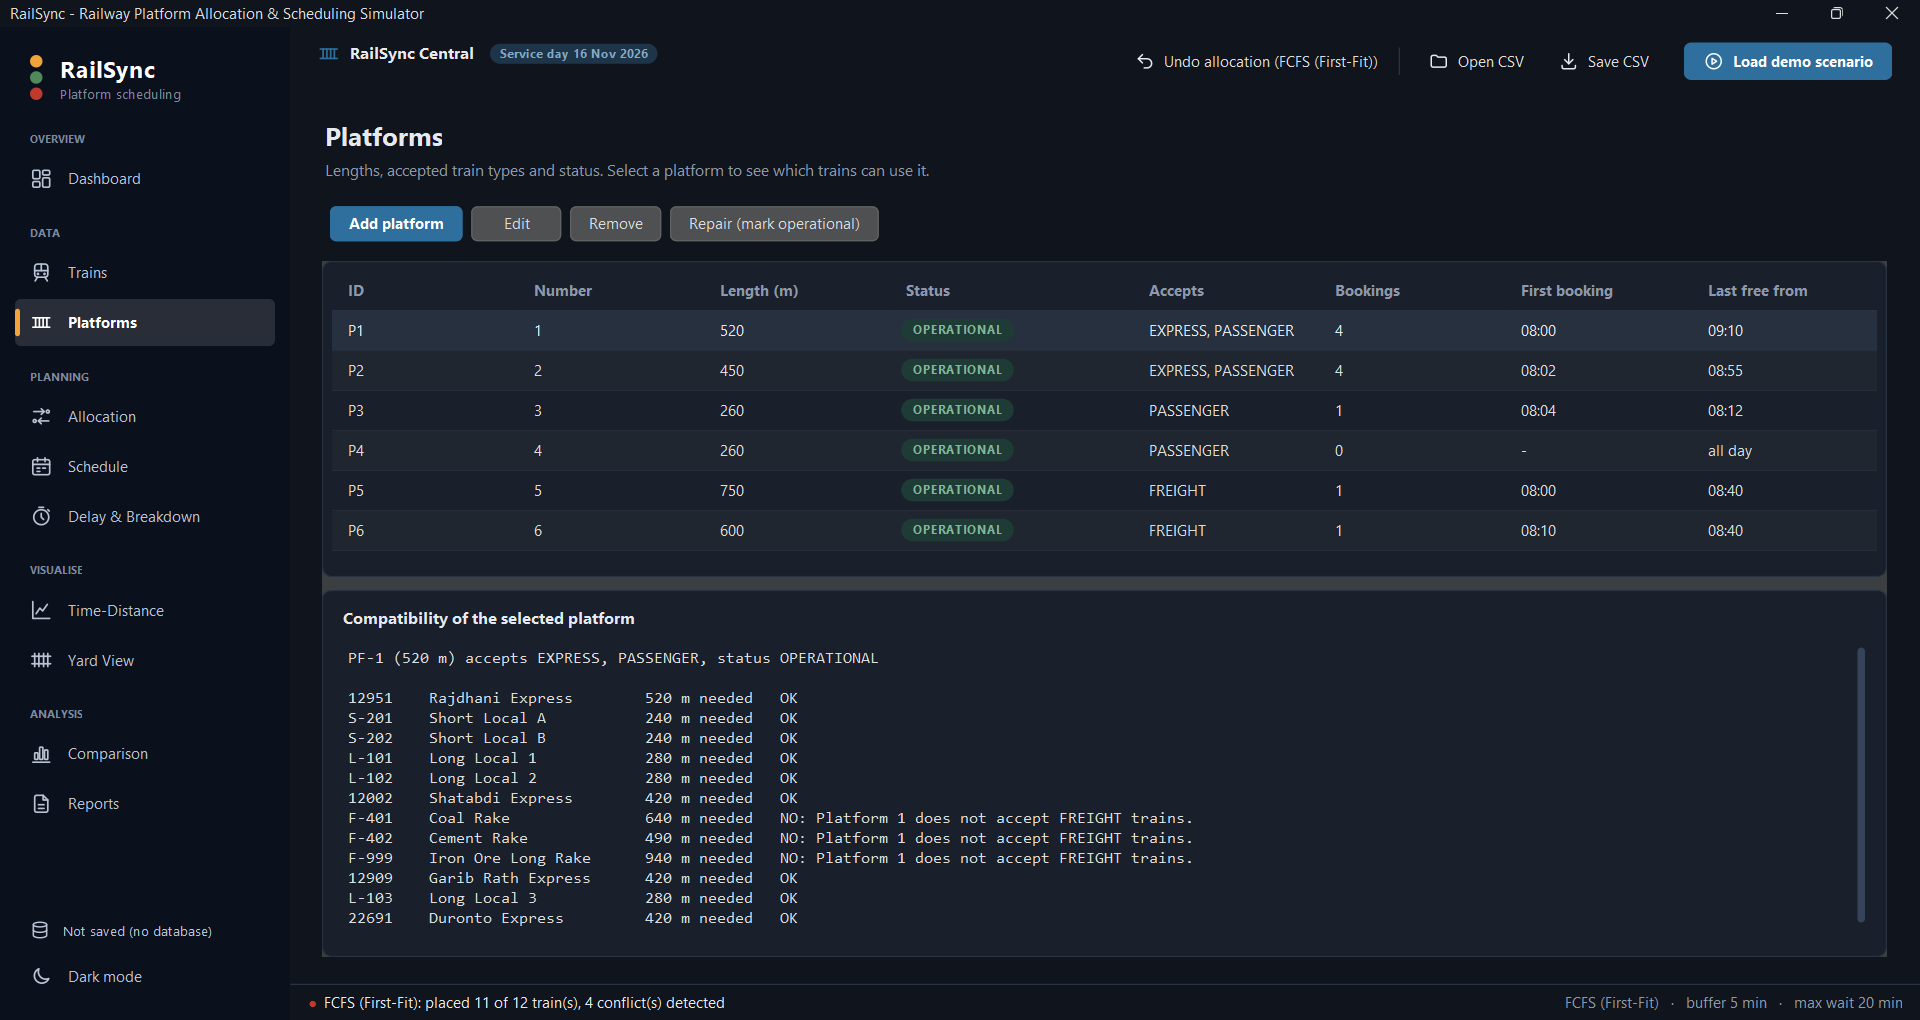 RailSync - Railway Platform Allocation & Scheduling Simulator
RailSync
Platform scheduling
OVERVIEW
Dashboard
DATA
Trains
Platforms
PLANNING
Allocation
Schedule
Delay & Breakdown
VISUALISE
Time-Distance
Yard View
ANALYSIS
Comparison
Reports
Not saved (no database)
Dark mode
RailSync Central Service day 16 Nov 2026
Undo allocation (FCFS (First-Fit)) Open CSV Save CSV Load demo scenario
Platforms
Lengths, accepted train types and status. Select a platform to see which trains can use it.
Add platform Edit Remove Repair (mark operational)
ID Number Length (m) Status Accepts Bookings First booking Last free from
P1 1 520 OPERATIONAL EXPRESS, PASSENGER 4 08:00 09:10
P2 2 450 OPERATIONAL EXPRESS, PASSENGER 4 08:02 08:55
P3 3 260 OPERATIONAL PASSENGER 1 08:04 08:12
P4 4 260 OPERATIONAL PASSENGER 0 - all day
P5 5 750 OPERATIONAL FREIGHT 1 08:00 08:40
P6 6 600 OPERATIONAL FREIGHT 1 08:10 08:40
Compatibility of the selected platform
PF-1 (520 m) accepts EXPRESS, PASSENGER, status OPERATIONAL
12951 Rajdhani Express 520 m needed OK
S-201 Short Local A 240 m needed OK
S-202 Short Local B 240 m needed OK
L-101 Long Local 1 280 m needed OK
L-102 Long Local 2 280 m needed OK
12002 Shatabdi Express 420 m needed OK
F-401 Coal Rake 640 m needed NO: Platform 1 does not accept FREIGHT trains.
F-402 Cement Rake 490 m needed NO: Platform 1 does not accept FREIGHT trains.
F-999 Iron Ore Long Rake 940 m needed NO: Platform 1 does not accept FREIGHT trains.
12909 Garib Rath Express 420 m needed OK
L-103 Long Local 3 280 m needed OK
22691 Duronto Express 420 m needed OK
FCFS (First-Fit): placed 11 of 12 train(s), 4 conflict(s) detected
FCFS (First-Fit) · buffer 5 min · max wait 20 min